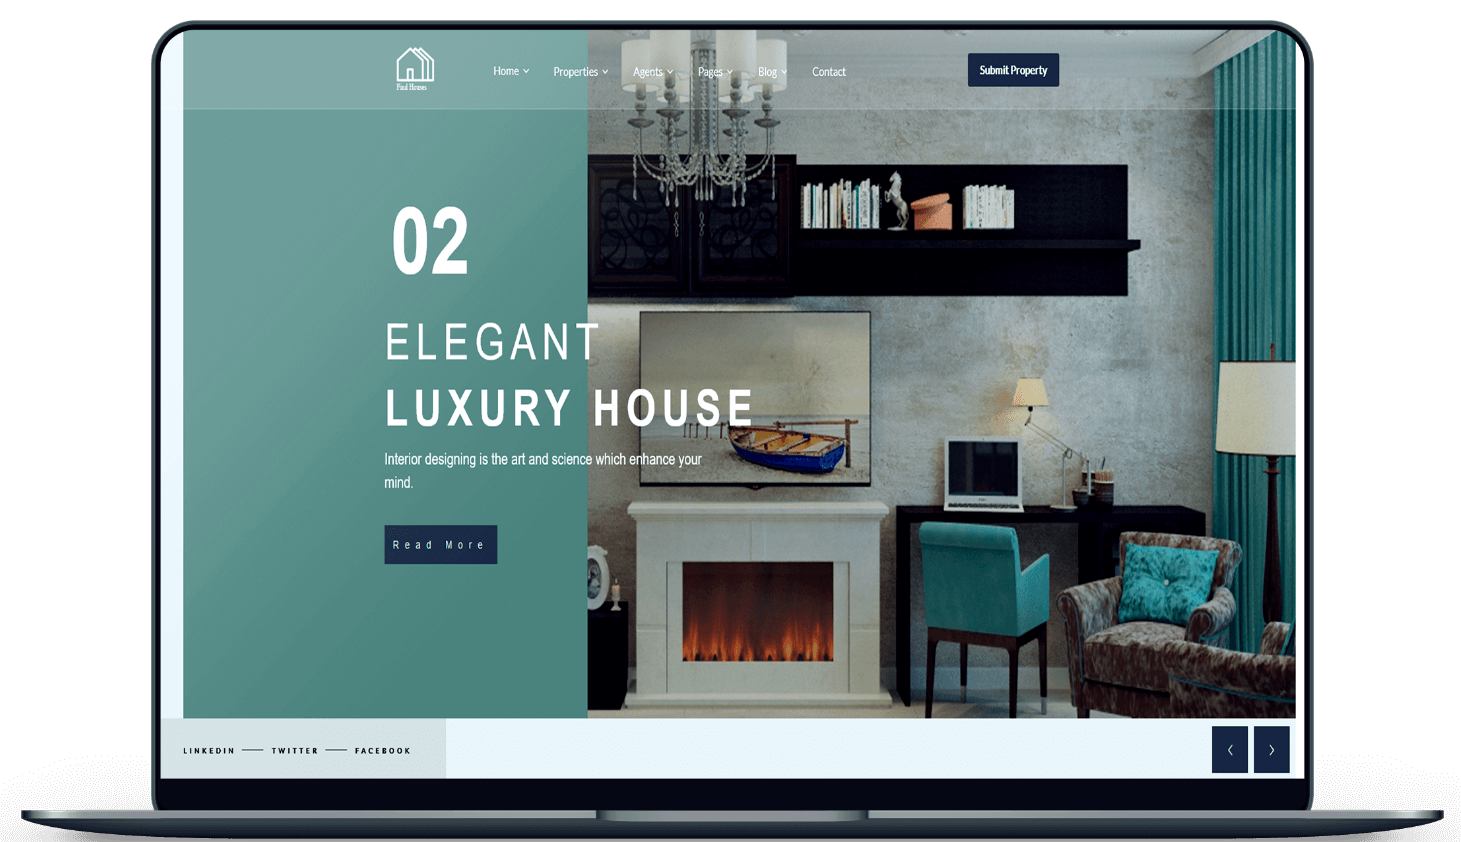 Paul Houses
Home
Properties
Agents
Pages
Blog
Contact
Submit Property
02
ELEGANT
LUXURY HOUSE
Interior designing is the art and science which enhance your
mind.
Read More
LINKEDIN
TWITTER
FACEBOOK